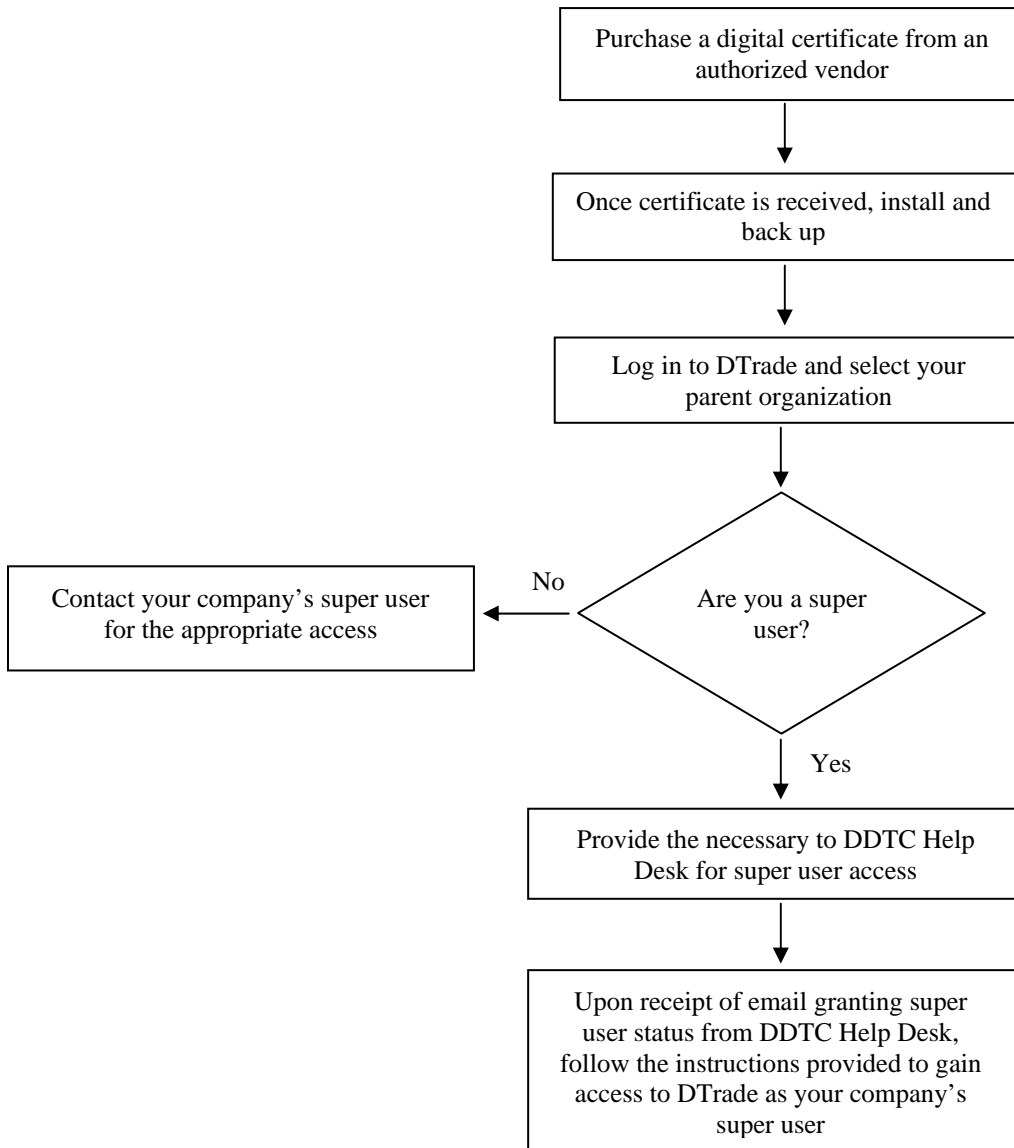 Purchase a digital certificate from an
authorized vendor
Once certificate is received, install and
back up
Log in to DTrade and select your
parent organization
Are you a super
user?
No
Contact your company’s super user
for the appropriate access
Yes
Provide the necessary to DDTC Help
Desk for super user access
Upon receipt of email granting super
user status from DDTC Help Desk,
follow the instructions provided to gain
access to DTrade as your company’s
super user